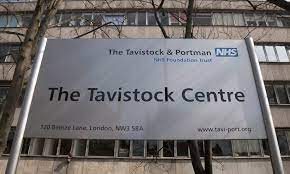 The Tavistock & Portman NHS
NHS Foundation Trust
The Tavistock Centre
120 Belsize Lane, London, NW3 5BA
www.tavi-port.org